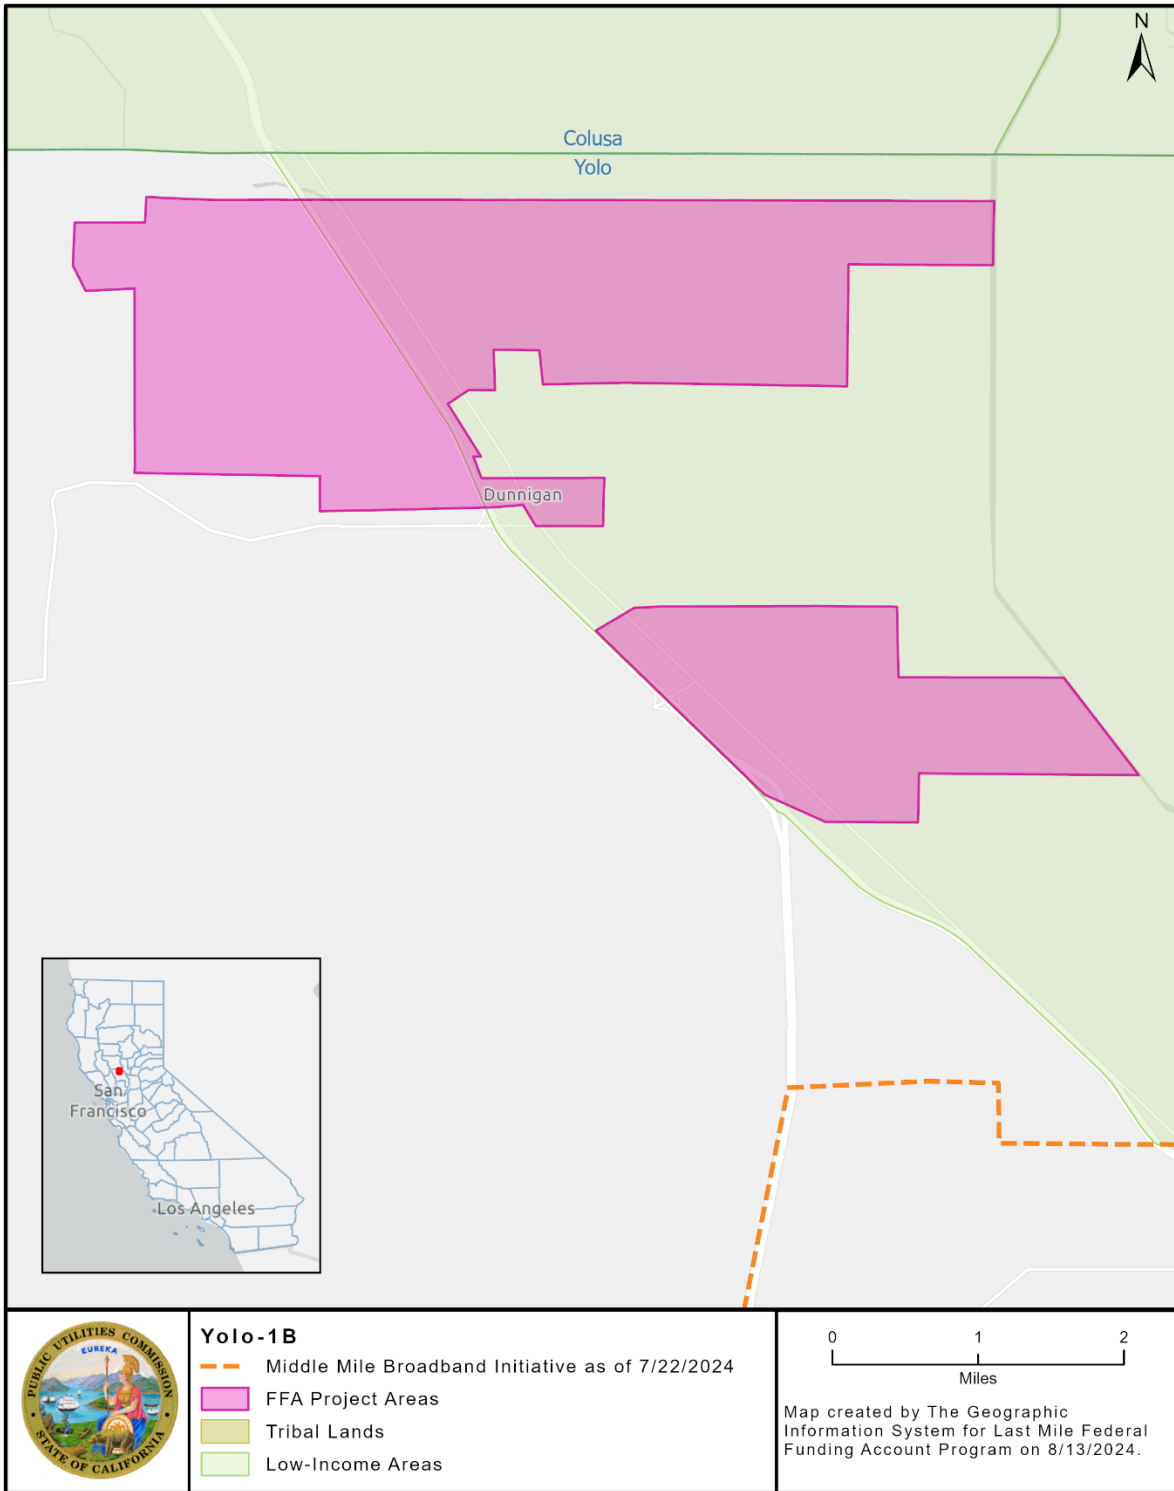 N
Colusa
Yolo
Dunnigan
San
Francisco
Los Angeles
PUBLIC UTILITIES COMMISSION
EUREKA
STATE OF CALIFORNIA
Yolo-1B
Middle Mile Broadband Initiative as of 7/22/2024
FFA Project Areas
Tribal Lands
Low-Income Areas
0 1 2
Miles
Map created by The Geographic
Information System for Last Mile Federal
Funding Account Program on 8/13/2024.